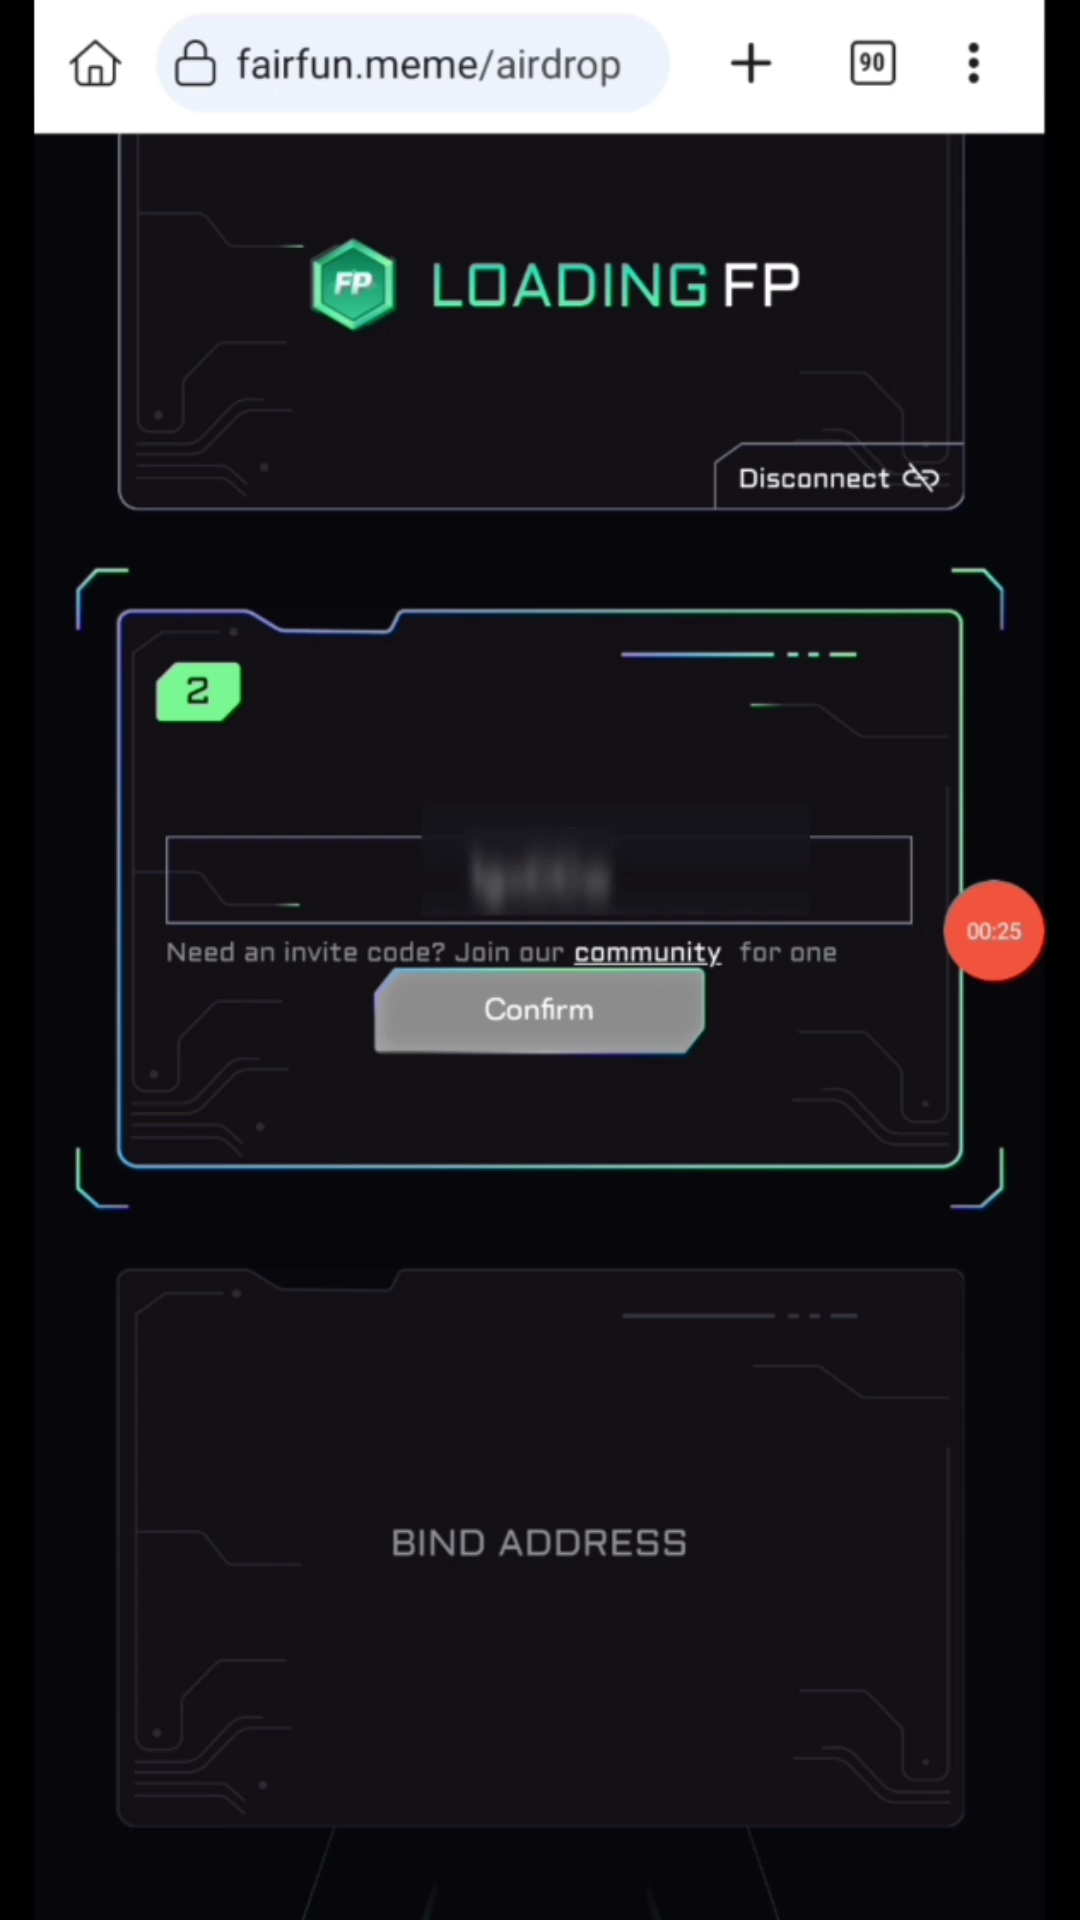 fairfun.meme/airdrop
90
FP LOADING FP
Disconnect
2
Need an invite code? Join our community for one
00:25
Confirm
BIND ADDRESS